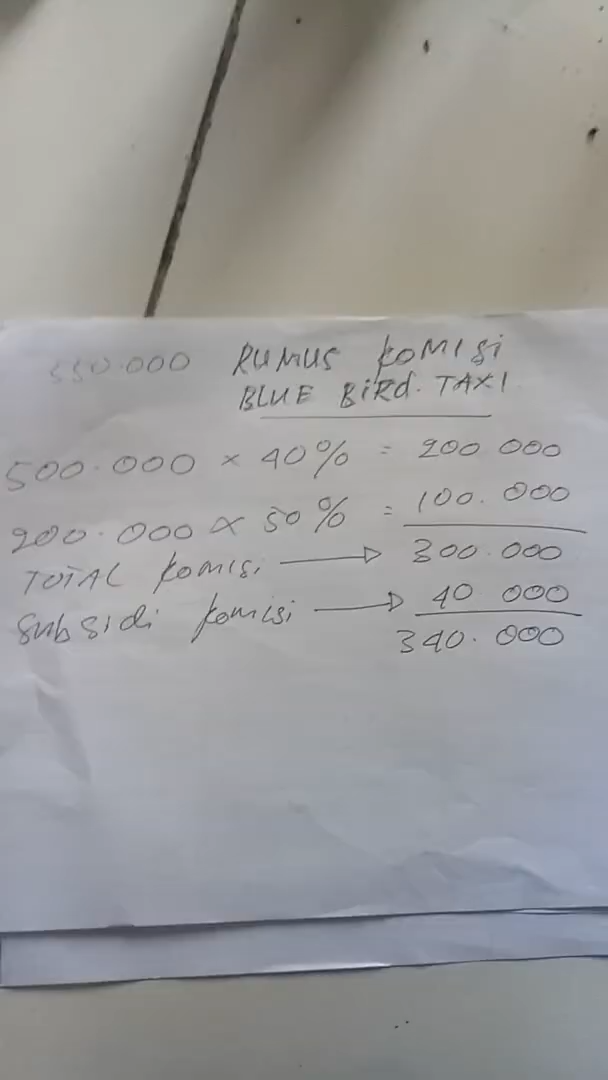 550.000 RUMUS KOMISI
BLUE BIRd. TAXI.
500.000 x 40% = 200 000
200.000 x 50% = 100.000
TOTAL KOMISI. → 300.000
Subsidi komisi → 40 000
340.000